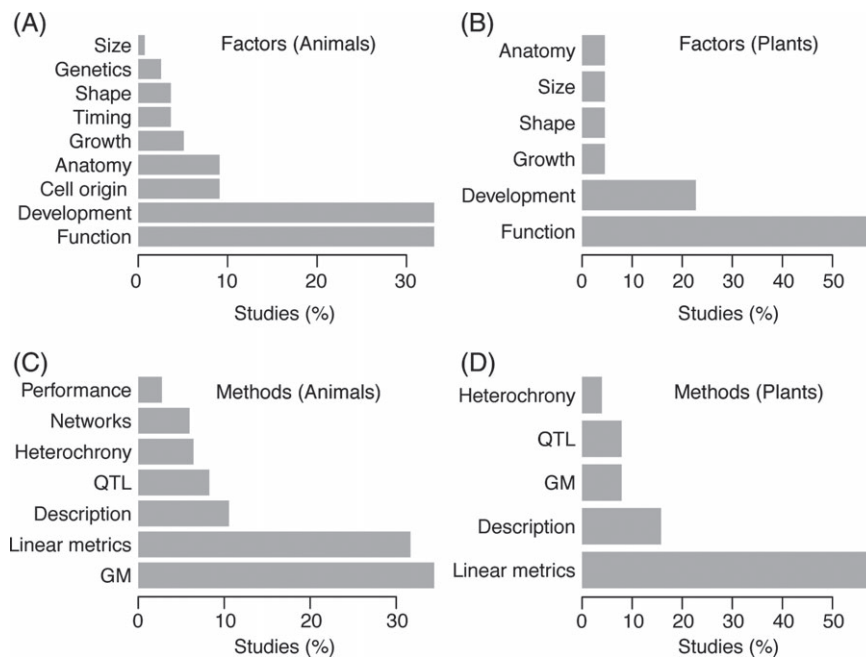 (A)
Factors (Animals)
Size
Genetics
Shape
Timing
Growth
Anatomy
Cell origin
Development
Function
0 10 20 30
Studies (%)
(B)
Factors (Plants)
Anatomy
Size
Shape
Growth
Development
Function
0 10 20 30 40 50
Studies (%)
(C)
Methods (Animals)
Performance
Networks
Heterochrony
QTL
Description
Linear metrics
GM
0 10 20 30
Studies (%)
(D)
Methods (Plants)
Heterochrony
QTL
GM
Description
Linear metrics
0 10 20 30 40 50
Studies (%)